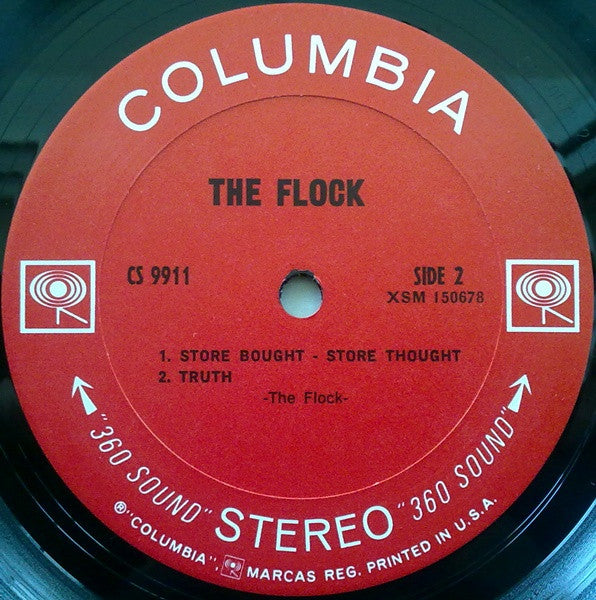 COLUMBIA
THE FLOCK
CS 9911
SIDE 2
XSM 150678
1. STORE BOUGHT - STORE THOUGHT
2. TRUTH
-The Flock-
"360 SOUND" STEREO "360 SOUND"
®"COLUMBIA", MARCAS REG. PRINTED IN U.S.A.